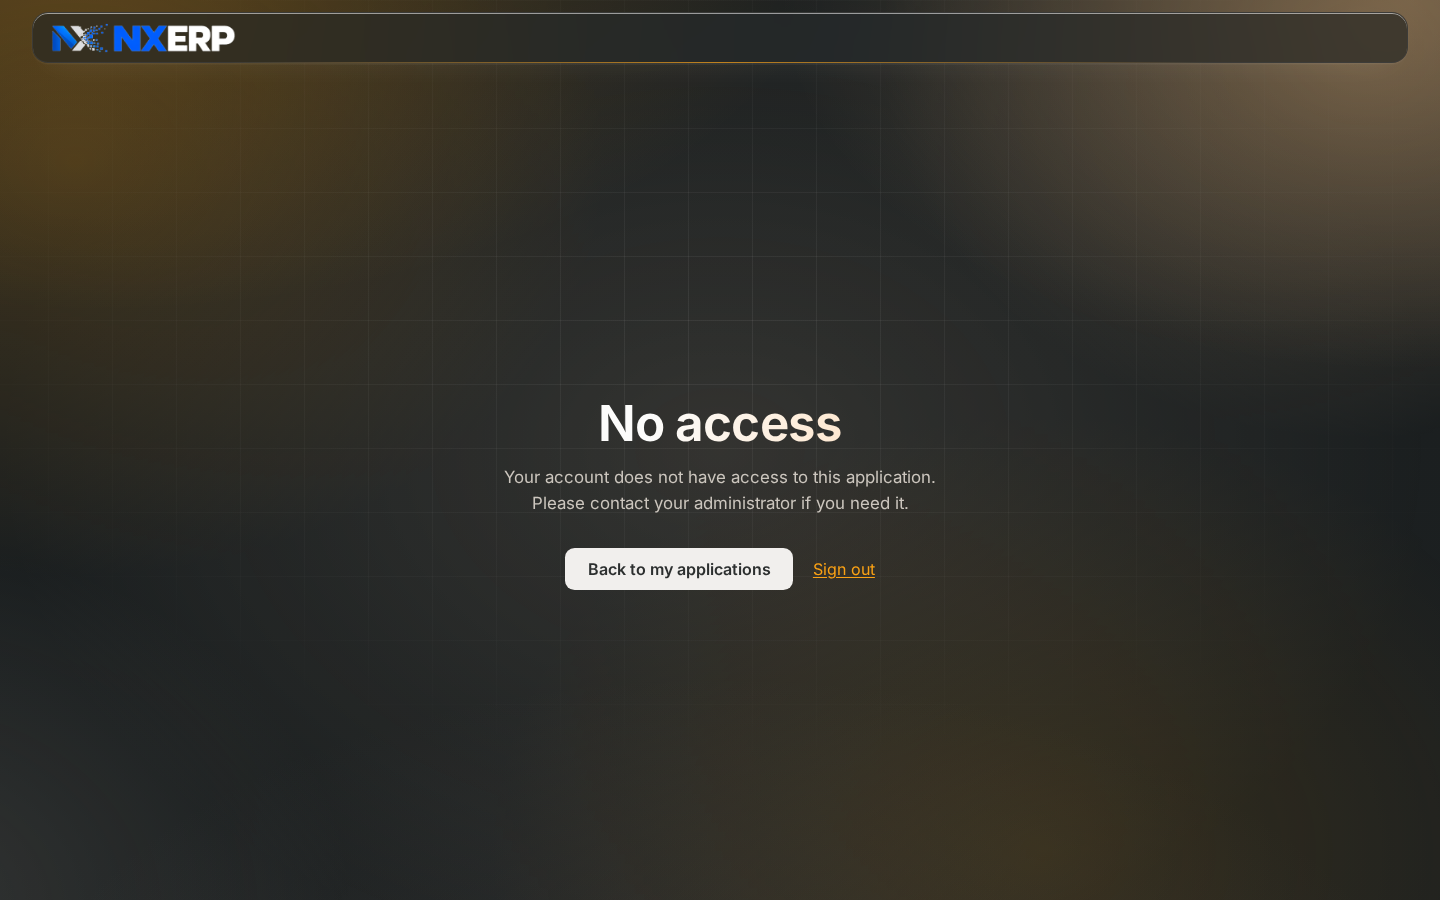 NX NXERP
No access
Your account does not have access to this application.
Please contact your administrator if you need it.
Back to my applications
Sign out